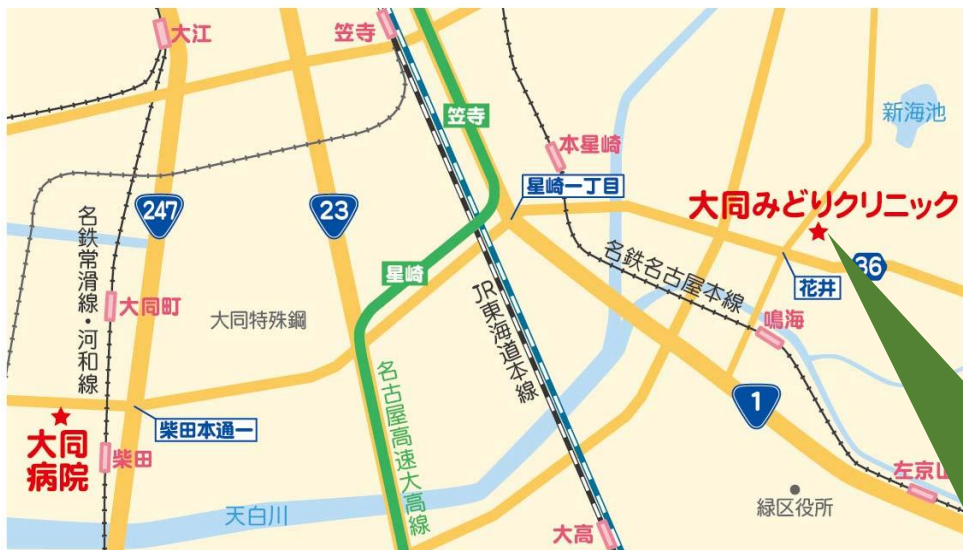 大江
笠寺
笠寺
新海池
本星崎
星崎一丁目
大同みどりクリニック
247
23
名鉄常滑線・河和線
星崎
名鉄名古屋本線
36
花井
大同町
大同特殊鋼
JR東海道本線
鳴海
名古屋高速大高線
1
柴田本通一
大同
病院
柴田
左京山
緑区役所
天白川
大高